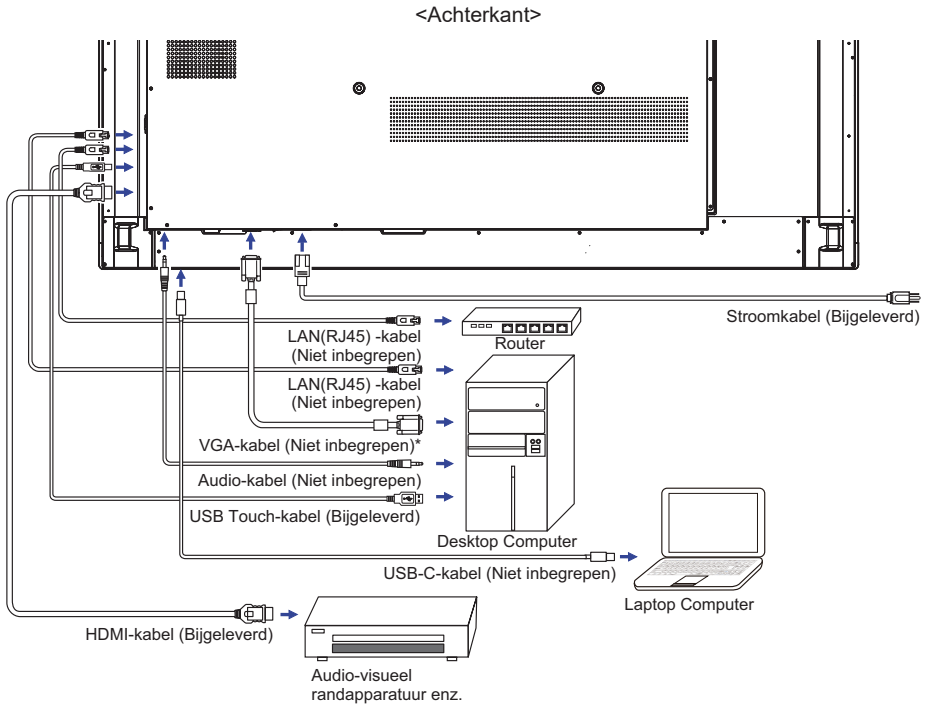 <Achterkant>
Stroomkabel (Bijgeleverd)
LAN(RJ45) -kabel
(Niet inbegrepen)
Router
LAN(RJ45) -kabel
(Niet inbegrepen)
VGA-kabel (Niet inbegrepen)*
Audio-kabel (Niet inbegrepen)
USB Touch-kabel (Bijgeleverd)
Desktop Computer
USB-C-kabel (Niet inbegrepen)
Laptop Computer
HDMI-kabel (Bijgeleverd)
Audio-visueel
randapparatuur enz.